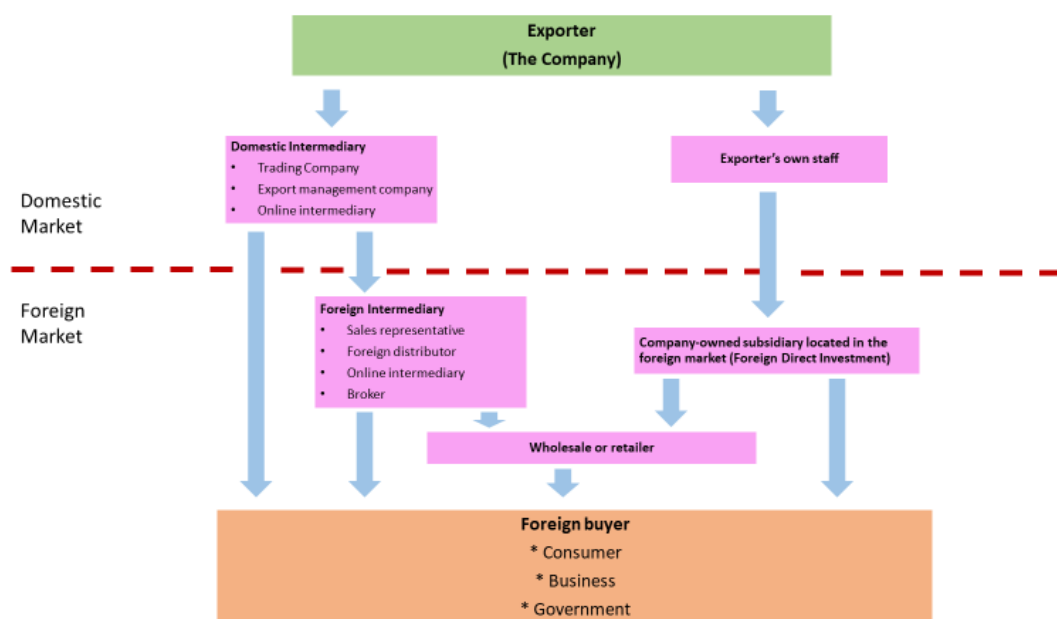 Exporter
(The Company)
Domestic Intermediary
• Trading Company
• Export management company
• Online intermediary
Exporter's own staff
Domestic
Market
Foreign
Market
Foreign Intermediary
• Sales representative
• Foreign distributor
• Online intermediary
• Broker
Company-owned subsidiary located in the
foreign market (Foreign Direct Investment)
Wholesale or retailer
Foreign buyer
* Consumer
* Business
* Government